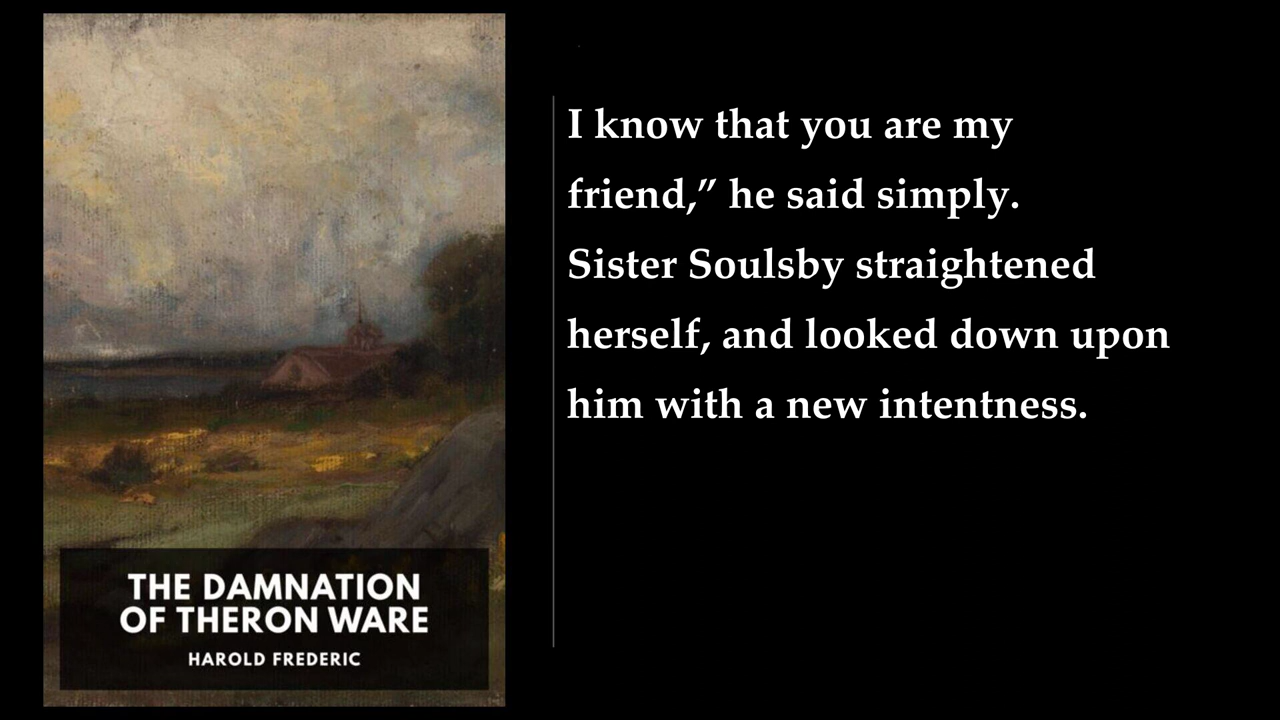 I know that you are my
friend,” he said simply.
Sister Soulsby straightened
herself, and looked down upon
him with a new intentness.
THE DAMNATION
OF THERON WARE
HAROLD FREDERIC